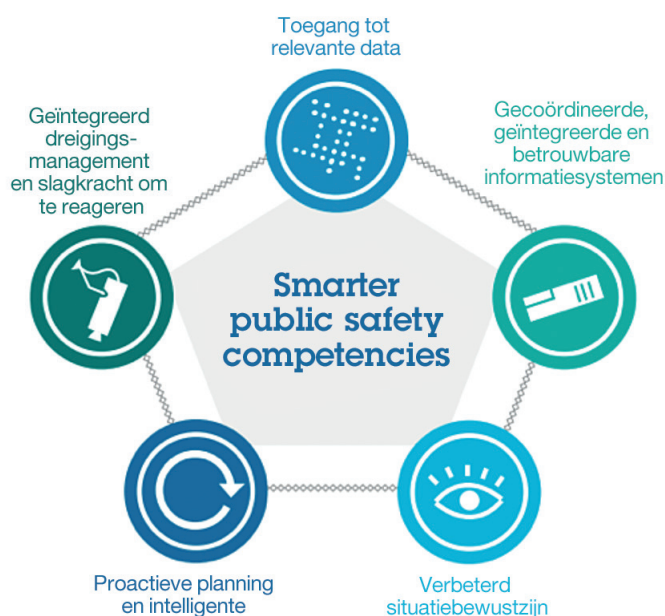 Toegang tot
relevante data
Gecoördineerde,
geïntegreerde en
betrouwbare
informatiesystemen
Geïntegreerd
dreigings-
management
en slagkracht om
te reageren
Smarter
public safety
competencies
Proactieve planning
en intelligente
Verbeterd
situatiebewustzijn